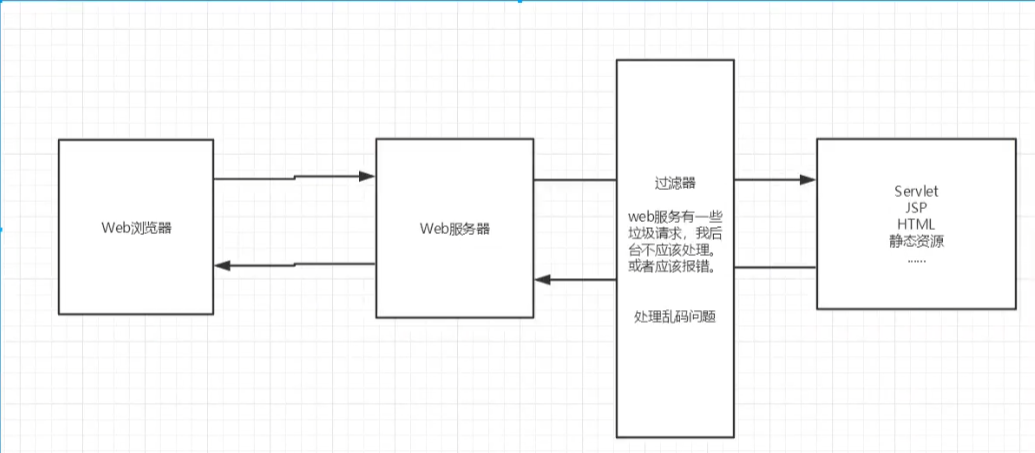 Web浏览器
Web服务器
过滤器
web服务有一些
垃圾请求，我后
台不应该处理。
或者应该报错。
处理乱码问题
Servlet
JSP
HTML
静态资源
......